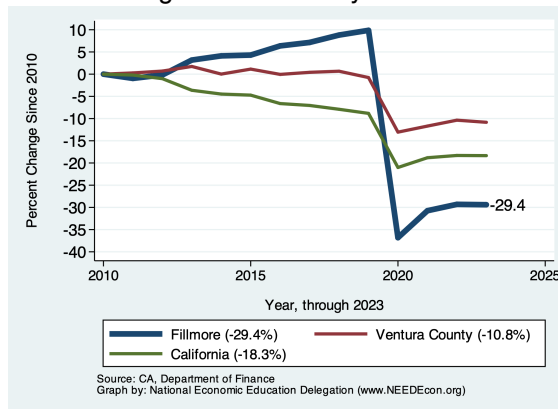 10
5
0
-5
-10
-15
-20
-25
-30
-35
-40
Percent Change Since 2010
-29.4
2010 2015 2020 2025
Year, through 2023
Fillmore (-29.4%) Ventura County (-10.8%)
California (-18.3%)
Source: CA, Department of Finance
Graph by: National Economic Education Delegation (www.NEEDEcon.org)